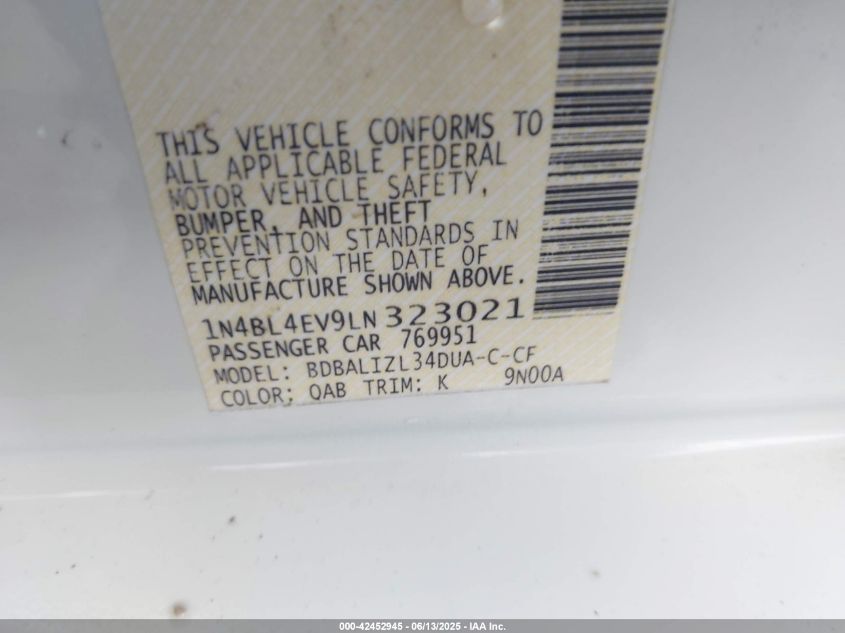 THIS VEHICLE CONFORMS TO
ALL APPLICABLE FEDERAL
MOTOR VEHICLE SAFETY,
BUMPER, AND THEFT
PREVENTION STANDARDS IN
EFFECT ON THE DATE OF
MANUFACTURE SHOWN ABOVE.
1N4BL4EV9LN323021
PASSENGER CAR 769951
MODEL: BDBALIZL34DUA-C-CF
COLOR: QAB TRIM: K 9N00A
000-42452945 - 06/13/2025 - IAA Inc.